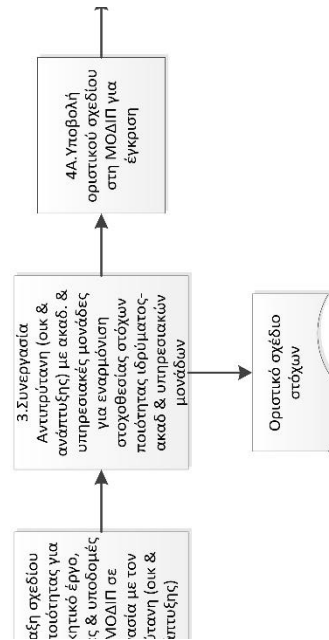 4Α.Υποβολή
οριστικού σχεδίου
στη ΜΟΔΙΠ για
έγκριση
3.Συνεργασία
Αντιπρύτανη (οικ &
ανάπτυξης) με ακαδ. &
υπηρεσιακές μονάδες
για εναρμόνιση
στοχοθεσίας στόχων
ποιότητας ιδρύματος-
ακαδ & υπηρεσιακών
μονάδων
Οριστικό σχέδιο
στόχων
σχεδίου
ποιότητας για
έργο,
& υποδομές
ΜΟΔΙΠ σε
με τον
(οικ &